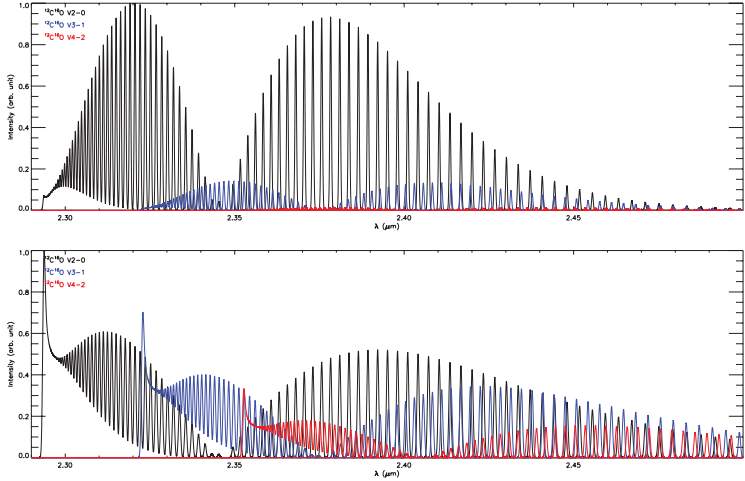 1.0
¹²C¹⁶O V2-0
¹²C¹⁶O V3-1
¹²C¹⁶O V4-2
0.8
0.6
0.4
0.2
0.0
Intensity (arb. unit)
2.30 2.35 2.40 2.45
λ (μm)
1.0
¹²C¹⁶O V2-0
¹²C¹⁶O V3-1
¹²C¹⁶O V4-2
0.8
0.6
0.4
0.2
0.0
Intensity (arb. unit)
2.30 2.35 2.40 2.45
λ (μm)